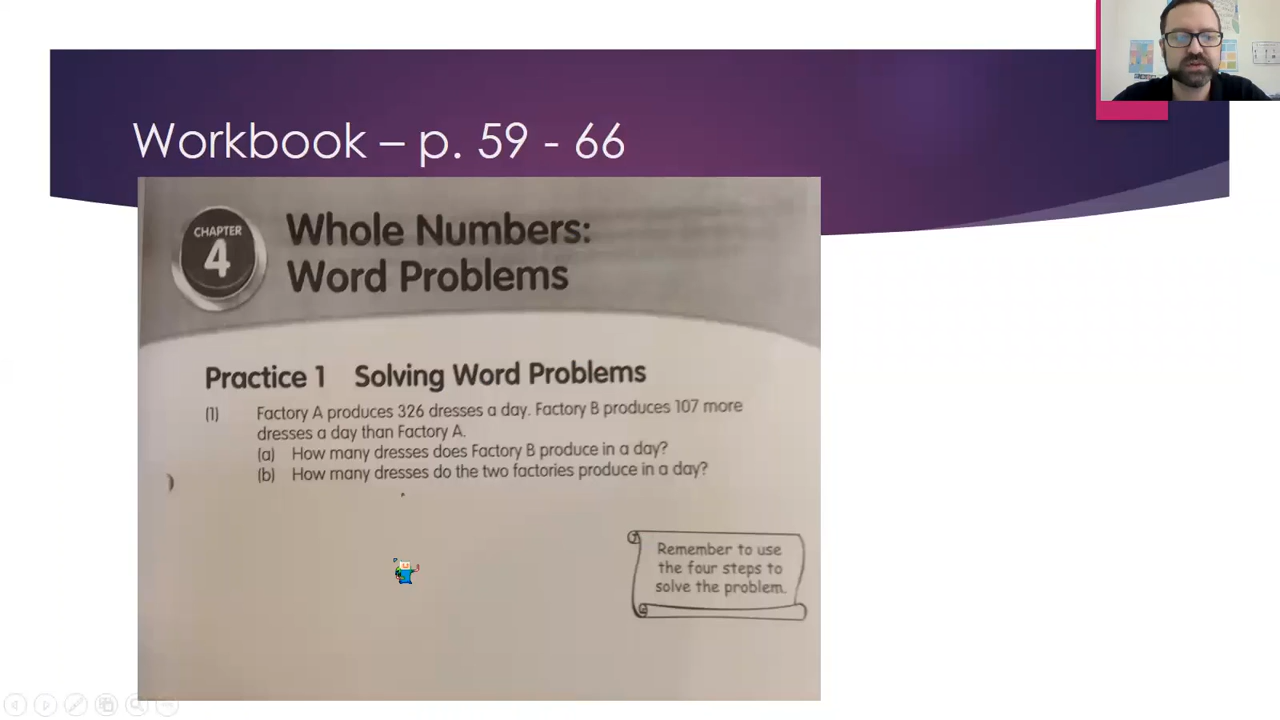 Workbook – p. 59 - 66
CHAPTER
4
Whole Numbers:
Word Problems
Practice 1 Solving Word Problems
(1) Factory A produces 326 dresses a day. Factory B produces 107 more
dresses a day than Factory A.
(a) How many dresses does Factory B produce in a day?
(b) How many dresses do the two factories produce in a day?
Remember to use
the four steps to
solve the problem.